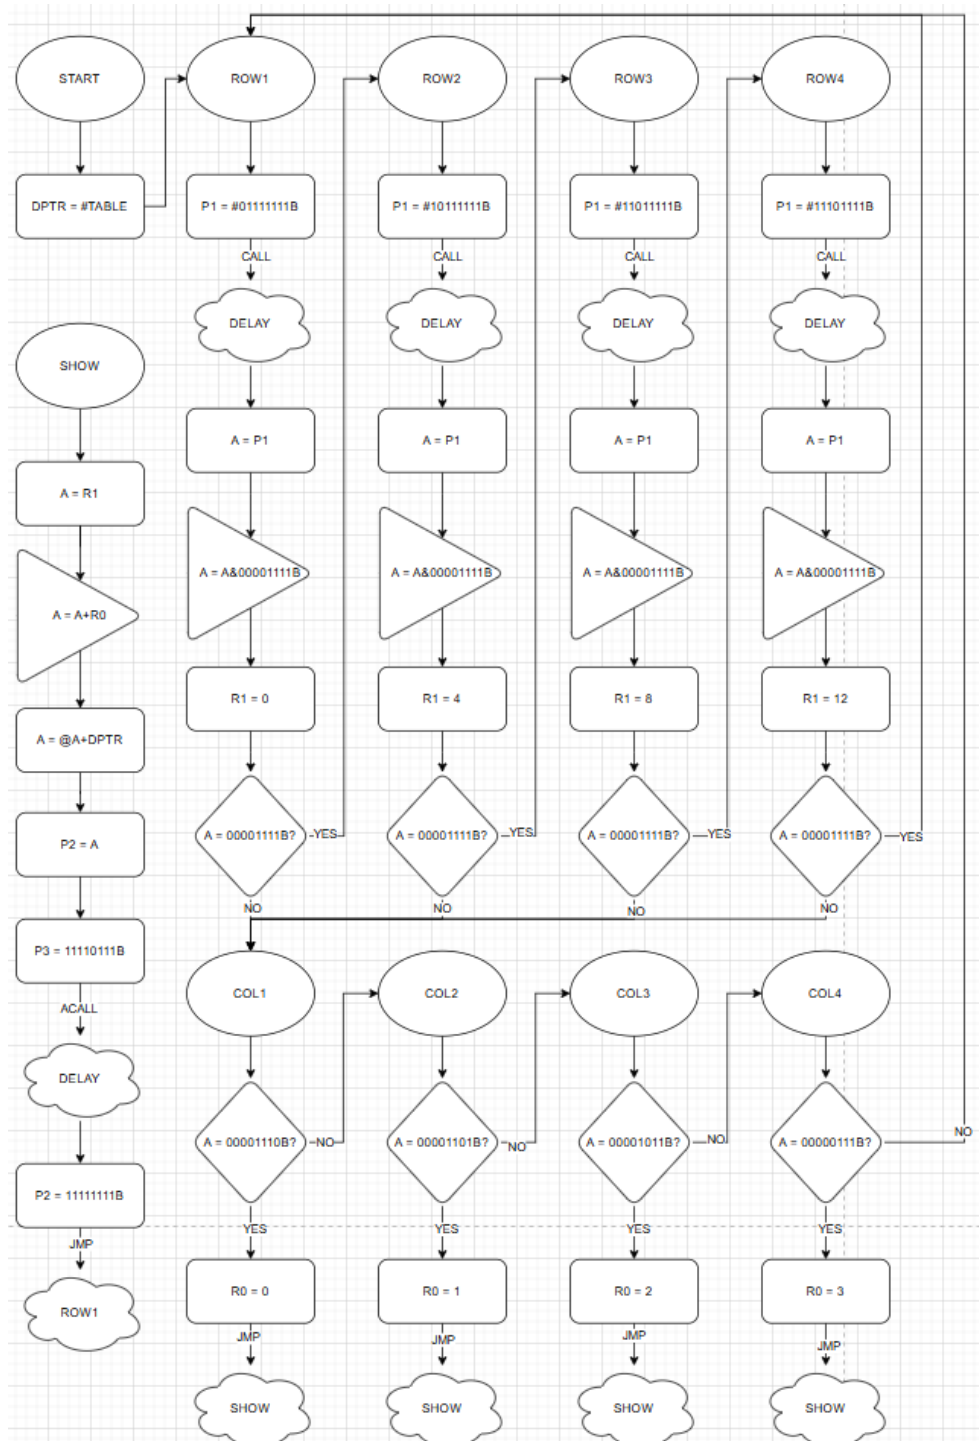 START
ROW1
ROW2
ROW3
ROW4
DPTR = #TABLE
P1 = #01111111B
P1 = #10111111B
P1 = #11011111B
P1 = #11101111B
CALL
CALL
CALL
CALL
DELAY
DELAY
DELAY
DELAY
SHOW
A = P1
A = P1
A = P1
A = P1
A = R1
A = A&00001111B
A = A&00001111B
A = A&00001111B
A = A&00001111B
A = A+R0
R1 = 0
R1 = 4
R1 = 8
R1 = 12
A = @A+DPTR
A = 00001111B?
YES
A = 00001111B?
YES
A = 00001111B?
YES
A = 00001111B?
YES
P2 = A
NO
NO
NO
NO
P3 = 11110111B
COL1
COL2
COL3
COL4
ACALL
DELAY
A = 00001110B?
NO
A = 00001101B?
NO
A = 00001011B?
NO
A = 00000111B?
NO
P2 = 11111111B
YES
YES
YES
YES
JMP
ROW1
R0 = 0
R0 = 1
R0 = 2
R0 = 3
JMP
JMP
JMP
JMP
SHOW
SHOW
SHOW
SHOW